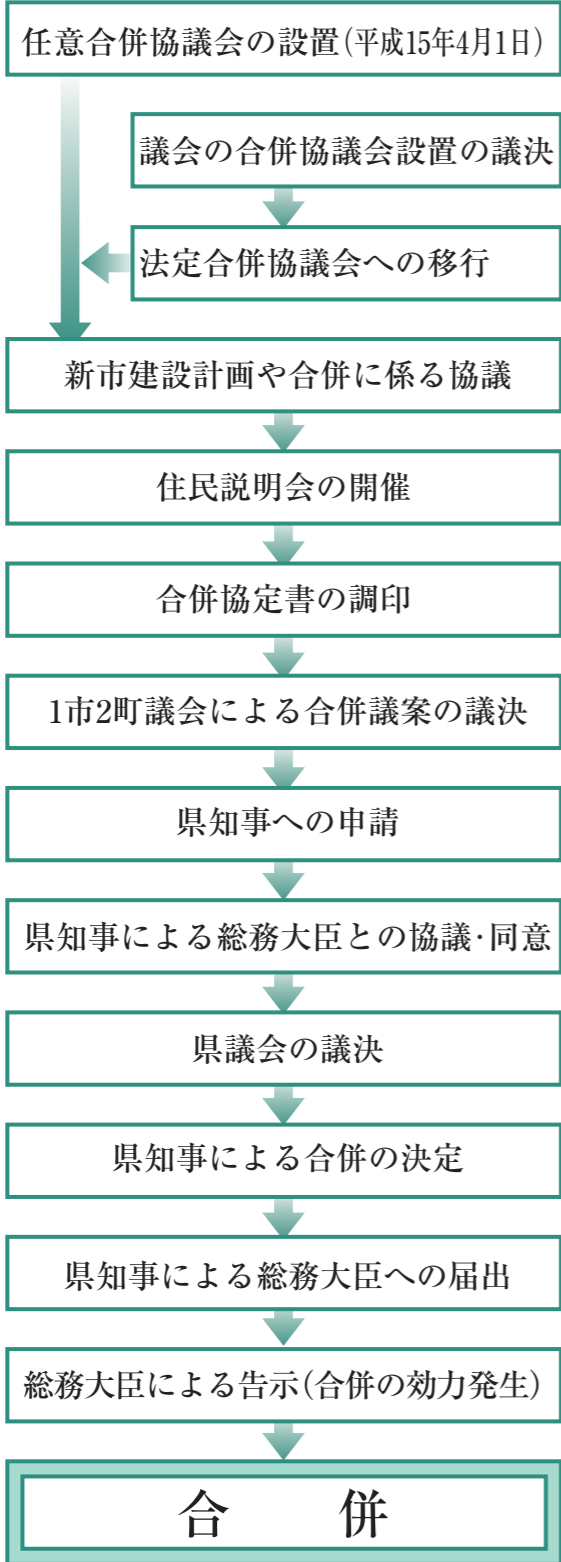 任意合併協議会の設置(平成15年4月1日)
議会の合併協議会設置の議決
法定合併協議会への移行
新市建設計画や合併に係る協議
住民説明会の開催
合併協定書の調印
1市2町議会による合併議案の議決
県知事への申請
県知事による総務大臣との協議·同意
県議会の議決
県知事による合併の決定
県知事による総務大臣への届出
総務大臣による告示(合併の効力発生)
合　併